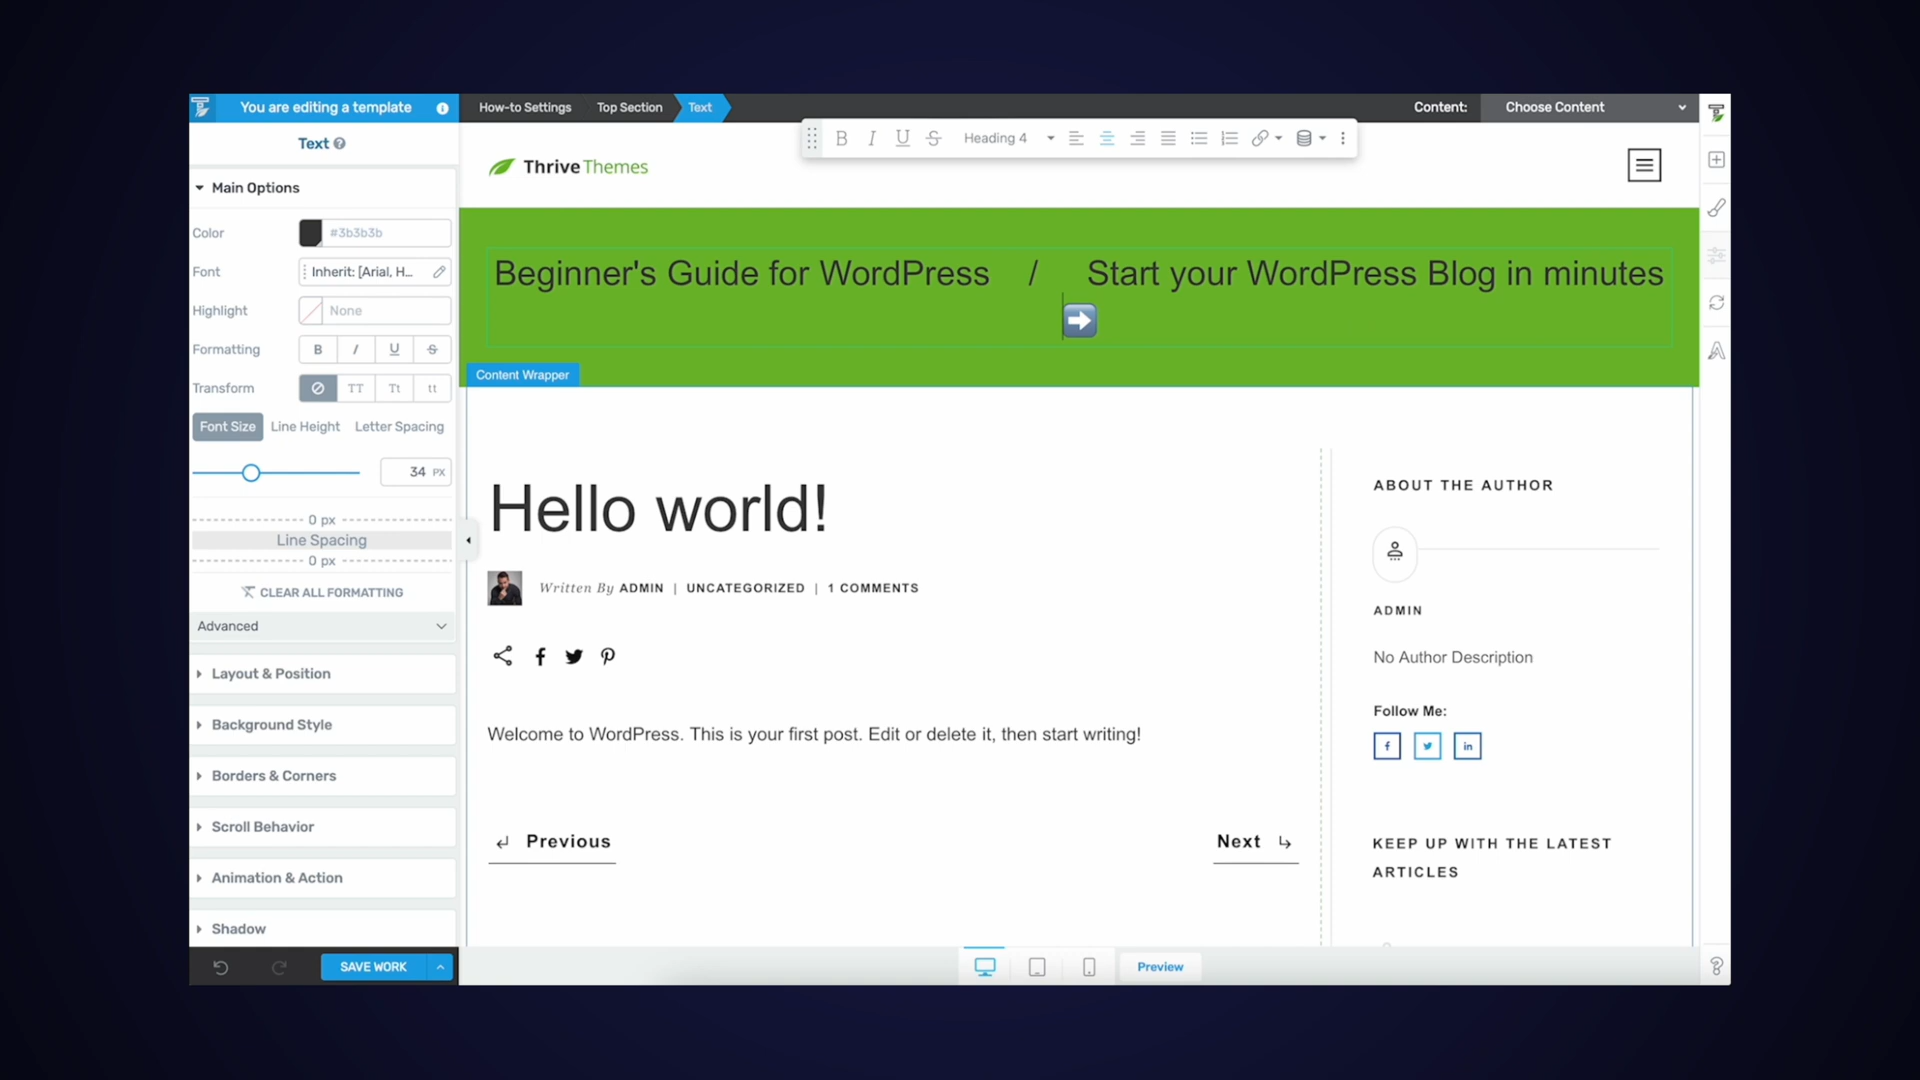 You are editing a template
How-to Settings
Top Section
Text
Content:
Choose Content
Text
Heading 4
ThriveThemes
Main Options
Color
#3b3b3b
Font
Inherit: [Arial, H...
Highlight
None
Formatting
B I U S
Transform
TT Tt tt
Font Size
Line Height
Letter Spacing
34 PX
0 px
Line Spacing
0 px
CLEAR ALL FORMATTING
Advanced
Layout & Position
Background Style
Borders & Corners
Scroll Behavior
Animation & Action
Shadow
SAVE WORK
B I U S
Beginner's Guide for WordPress / Start your WordPress Blog in minutes
Content Wrapper
Hello world!
Written By ADMIN | UNCATEGORIZED | 1 COMMENTS
Welcome to WordPress. This is your first post. Edit or delete it, then start writing!
Previous
Next
ABOUT THE AUTHOR
ADMIN
No Author Description
Follow Me:
KEEP UP WITH THE LATEST
ARTICLES
Preview